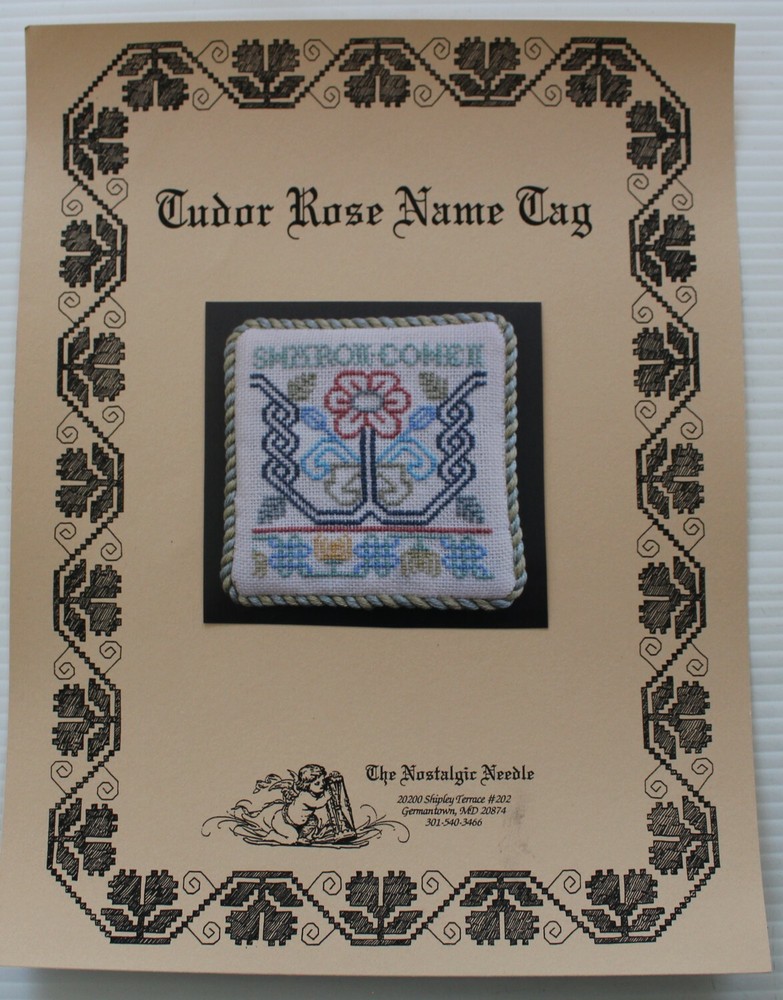 Tudor Rose Name Tag
SHARON COHEN
The Nostalgic Needle
20200 Shipley Terrace #202
Germantown, MD 20874
301-540-3466